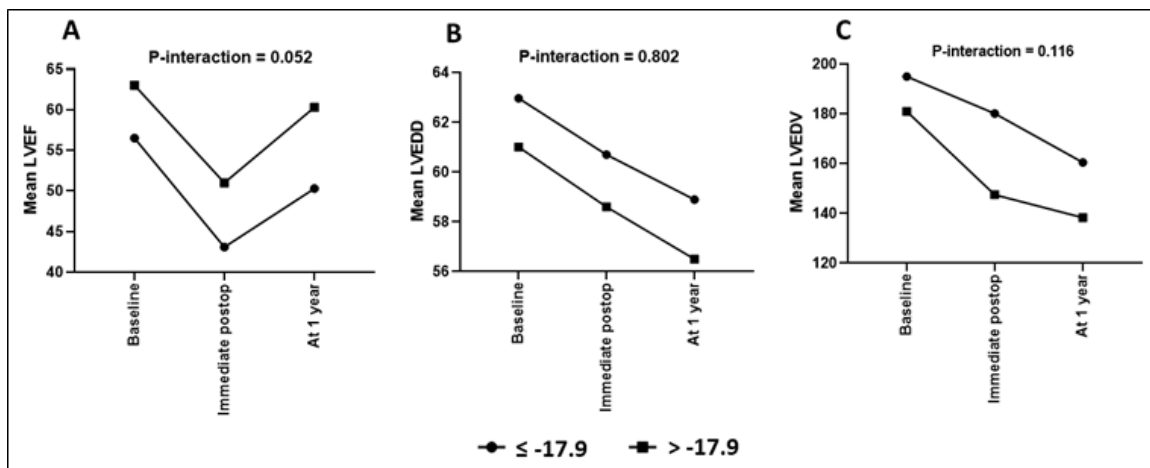 A
P-interaction = 0.052
Mean LVEF
65
60
55
50
45
40
Baseline
Immediate postop
At 1 year
B
P-interaction = 0.802
Mean LVEDD
64
62
60
58
56
Baseline
Immediate postop
At 1 year
C
P-interaction = 0.116
Mean LVEDV
200
180
160
140
120
Baseline
Immediate postop
At 1 year
≤ -17.9 > -17.9